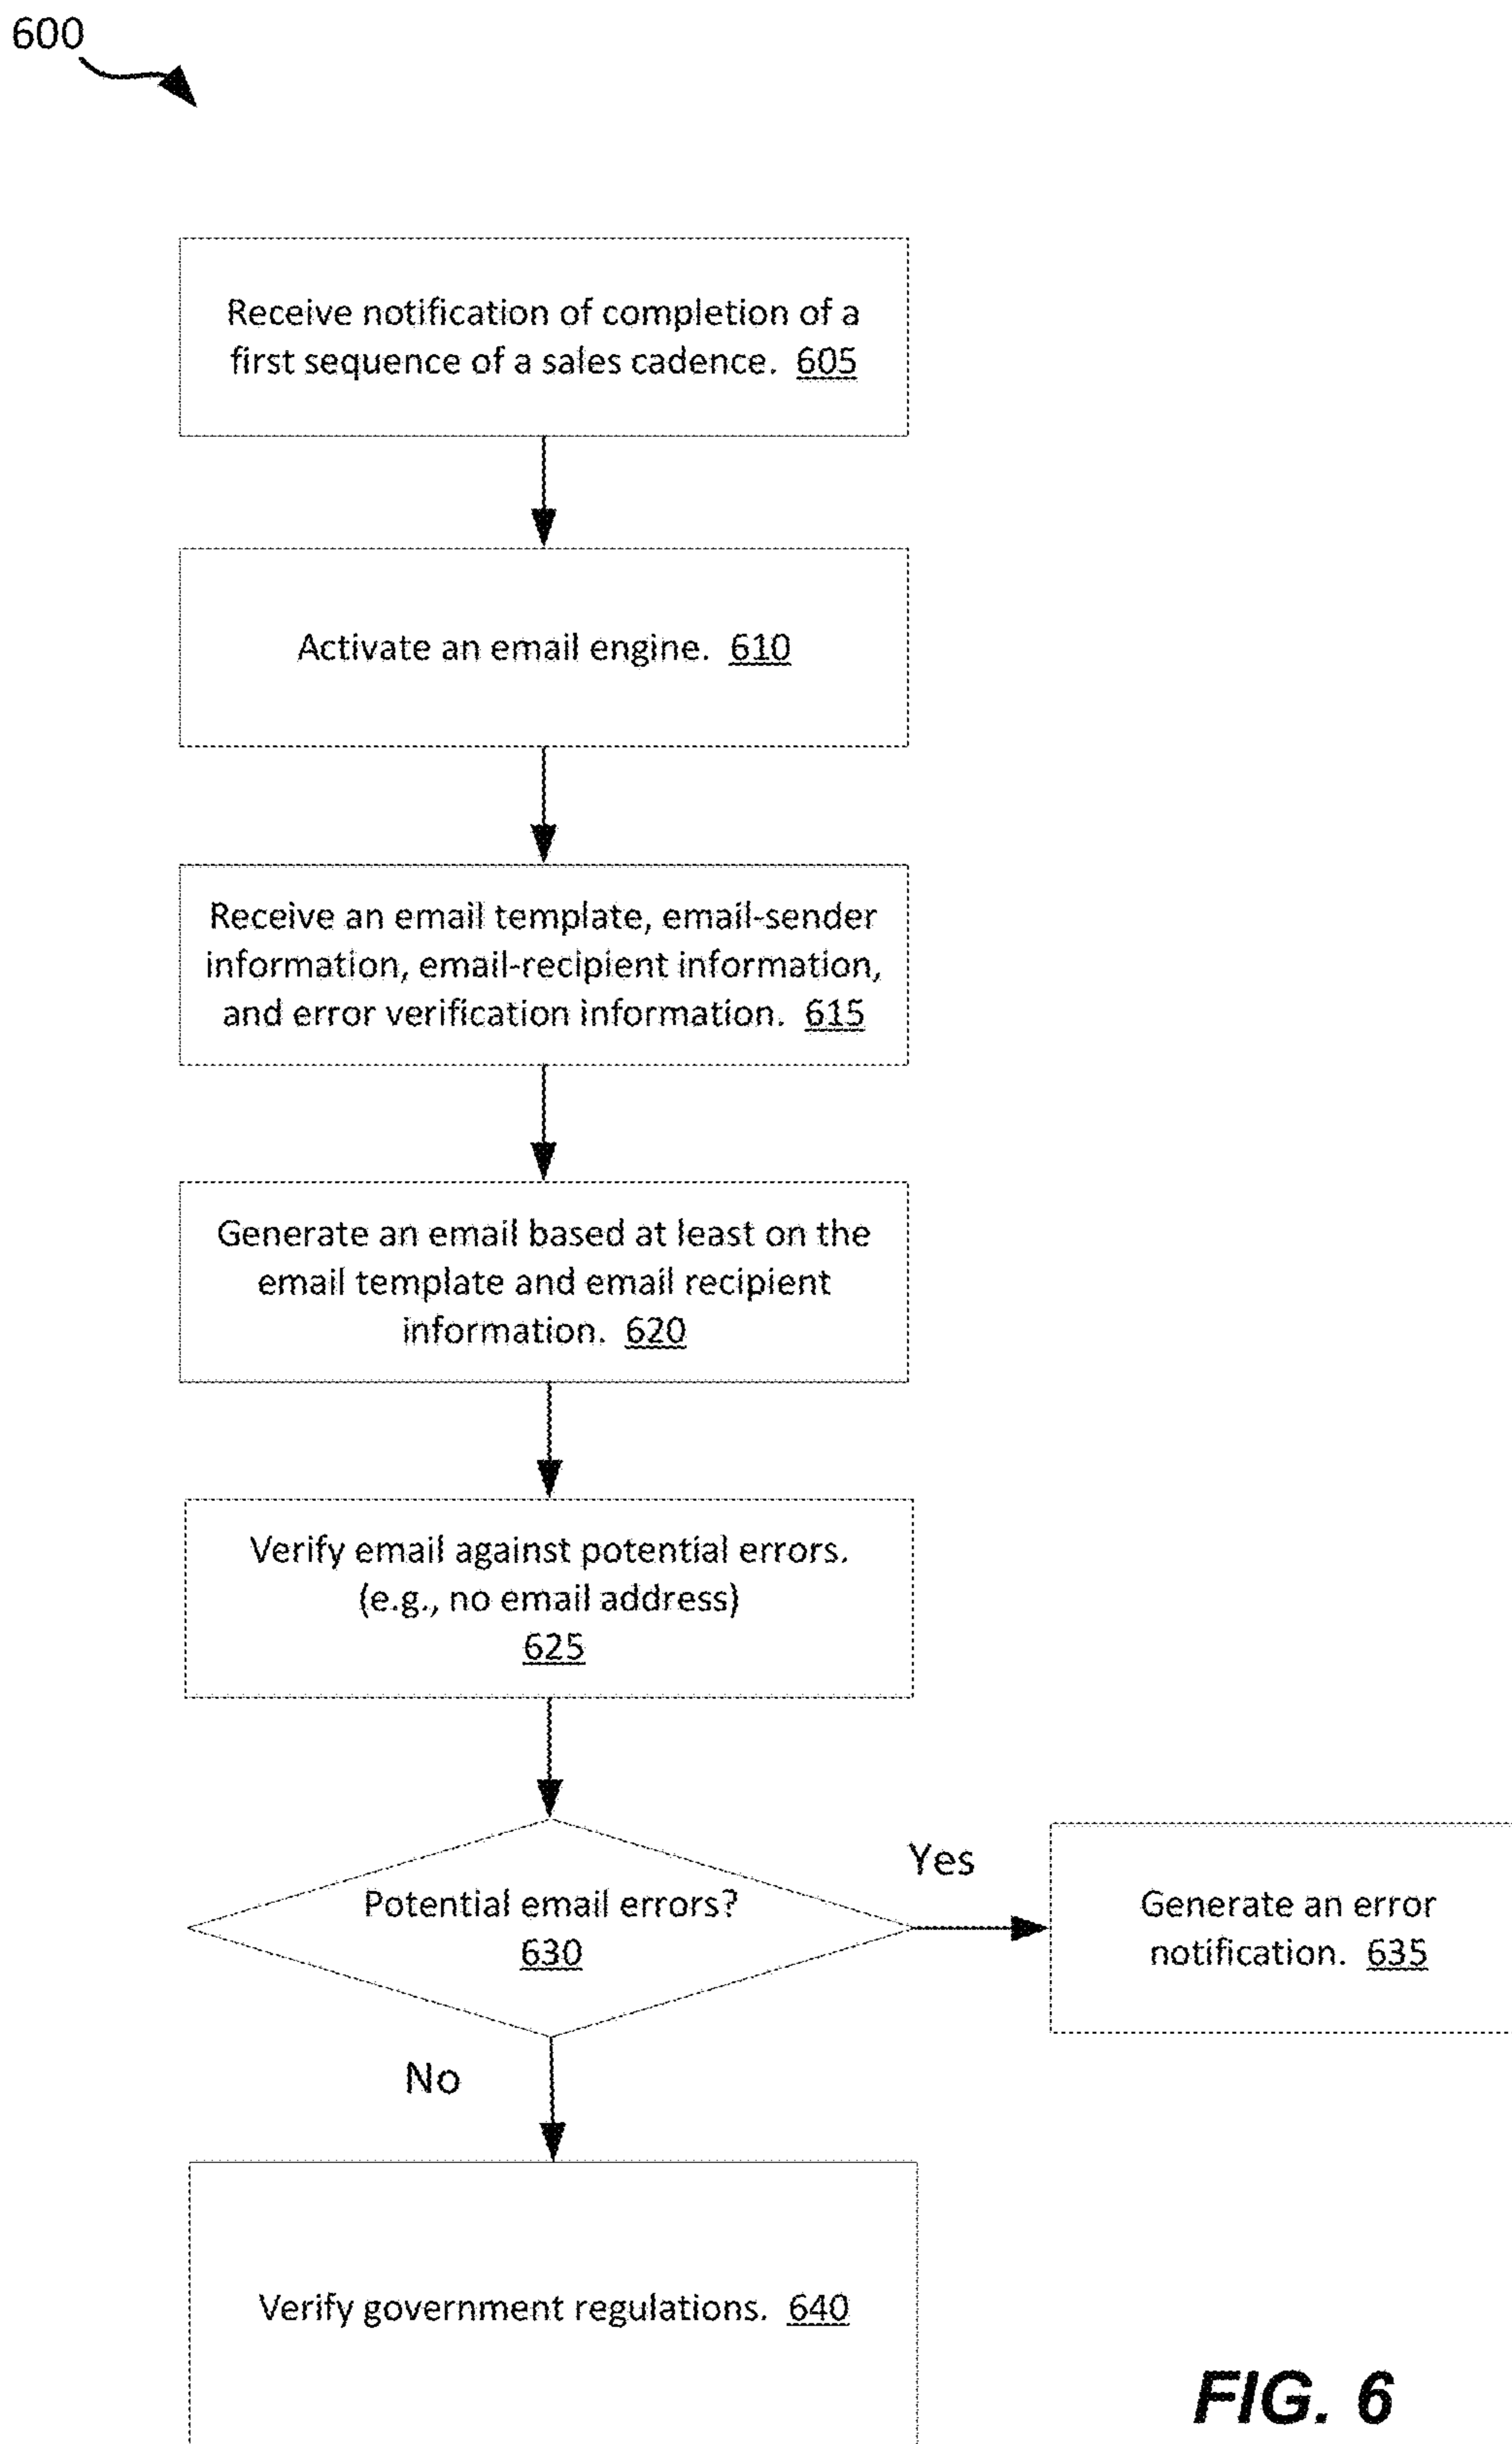 600
Receive notification of completion of a
first sequence of a sales cadence. 605
Activate an email engine. 610
Receive an email template, email-sender
information, email-recipient information,
and error verification information. 615
Generate an email based at least on the
email template and email recipient
information. 620
Verify email against potential errors.
(e.g., no email address)
625
Potential email errors?
630
Yes
Generate an error
notification. 635
No
Verify government regulations. 640
FIG. 6